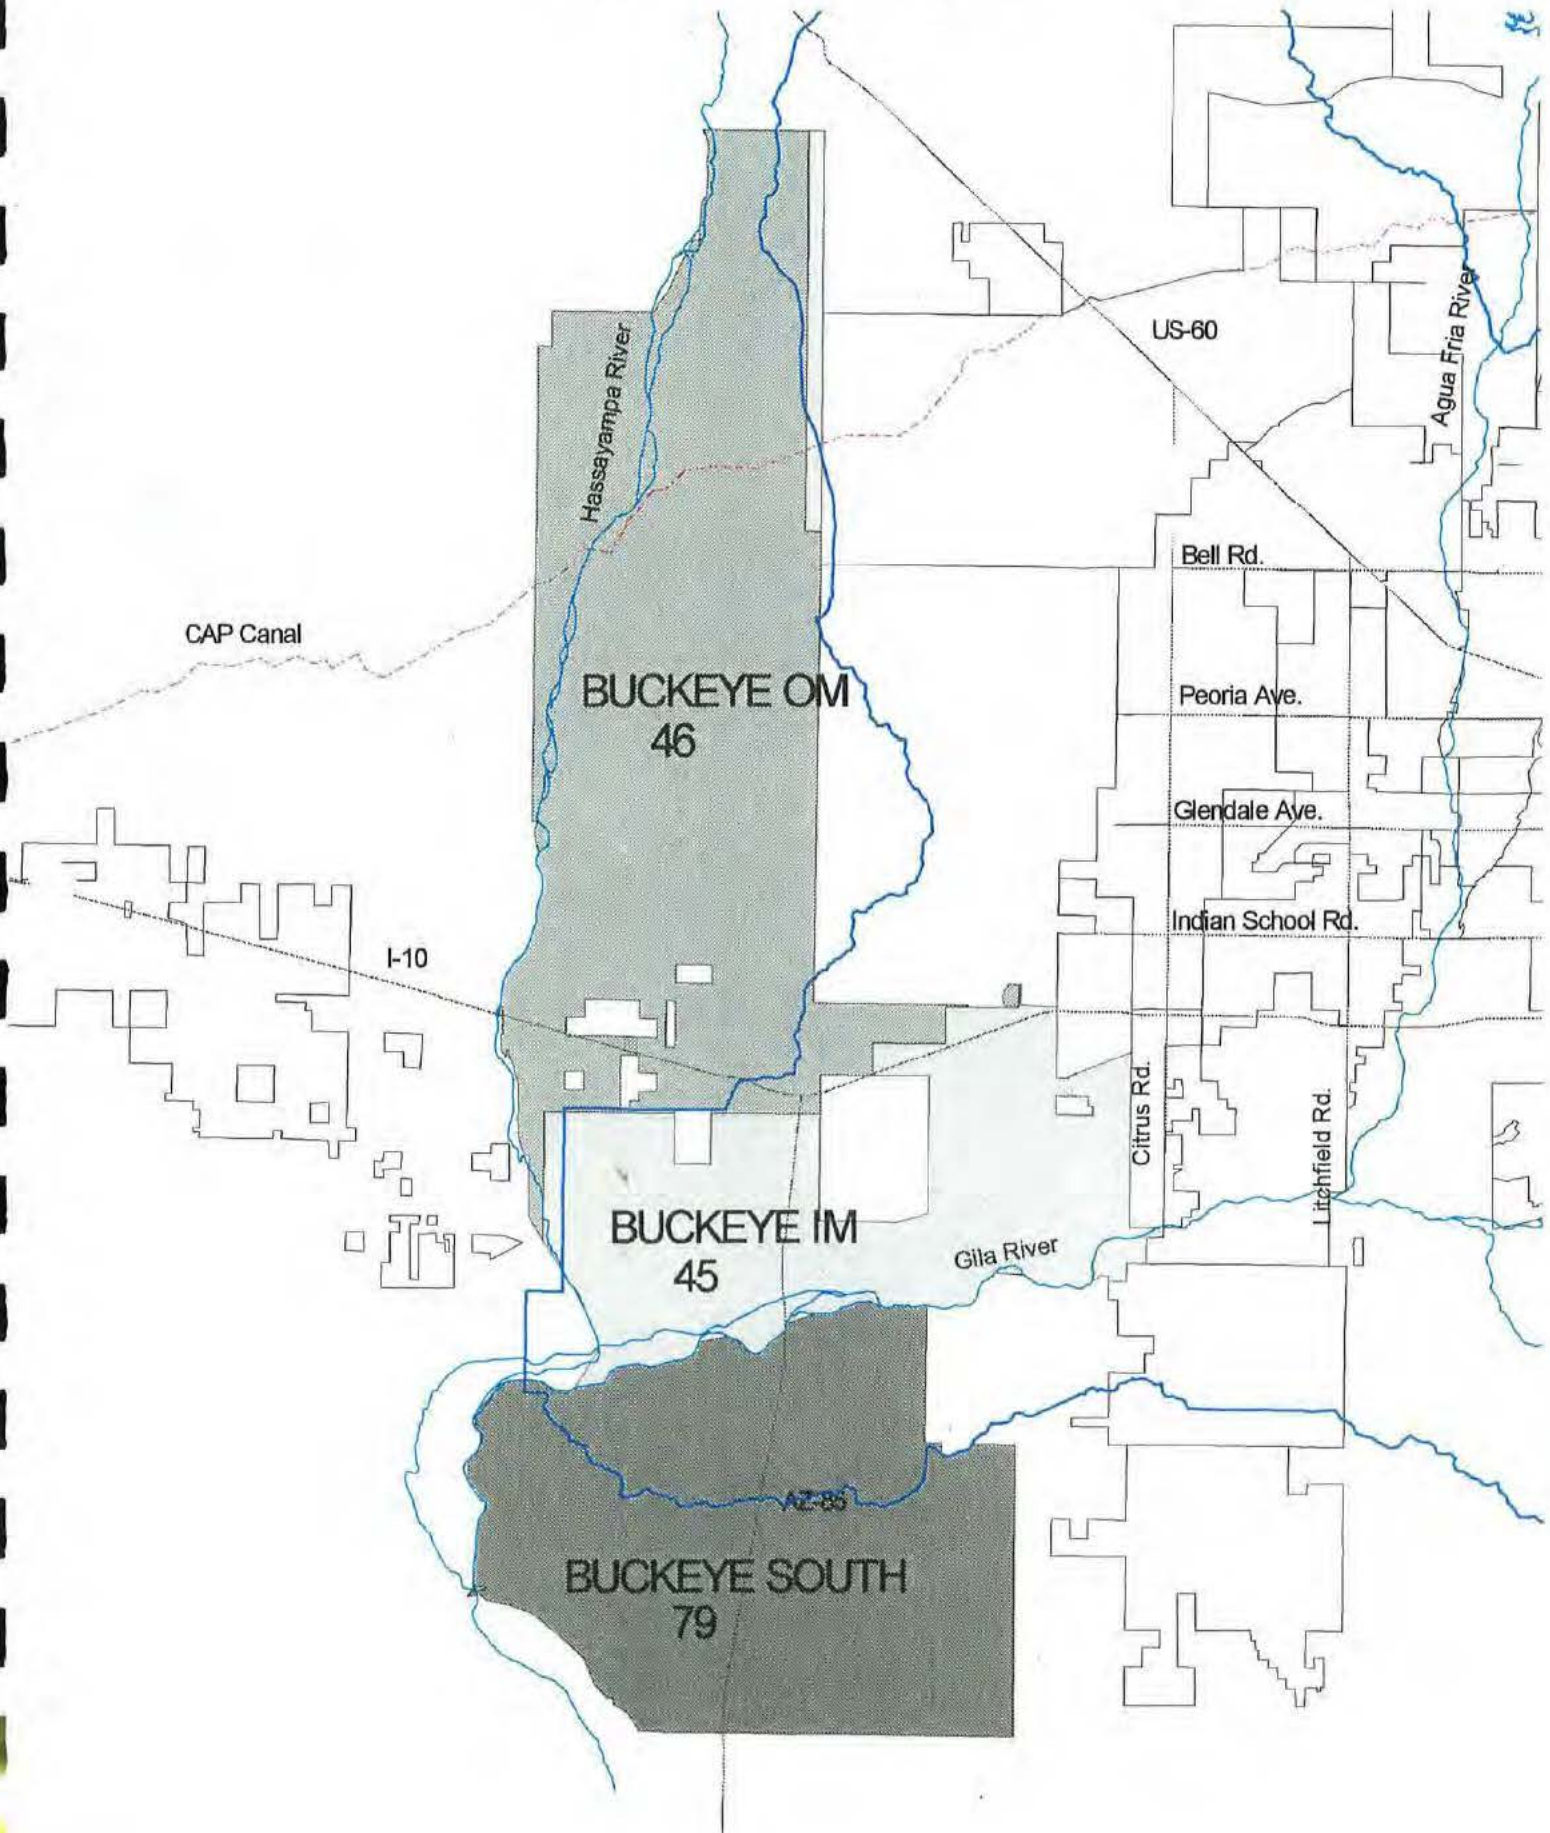 US-60
Agua Fria River
Hassayampa River
Bell Rd.
CAP Canal
BUCKEYE OM
46
Peoria Ave.
Glendale Ave.
Indian School Rd.
I-10
Citrus Rd.
Litchfield Rd.
BUCKEYE IM
45
Gila River
AZ-85
BUCKEYE SOUTH
79